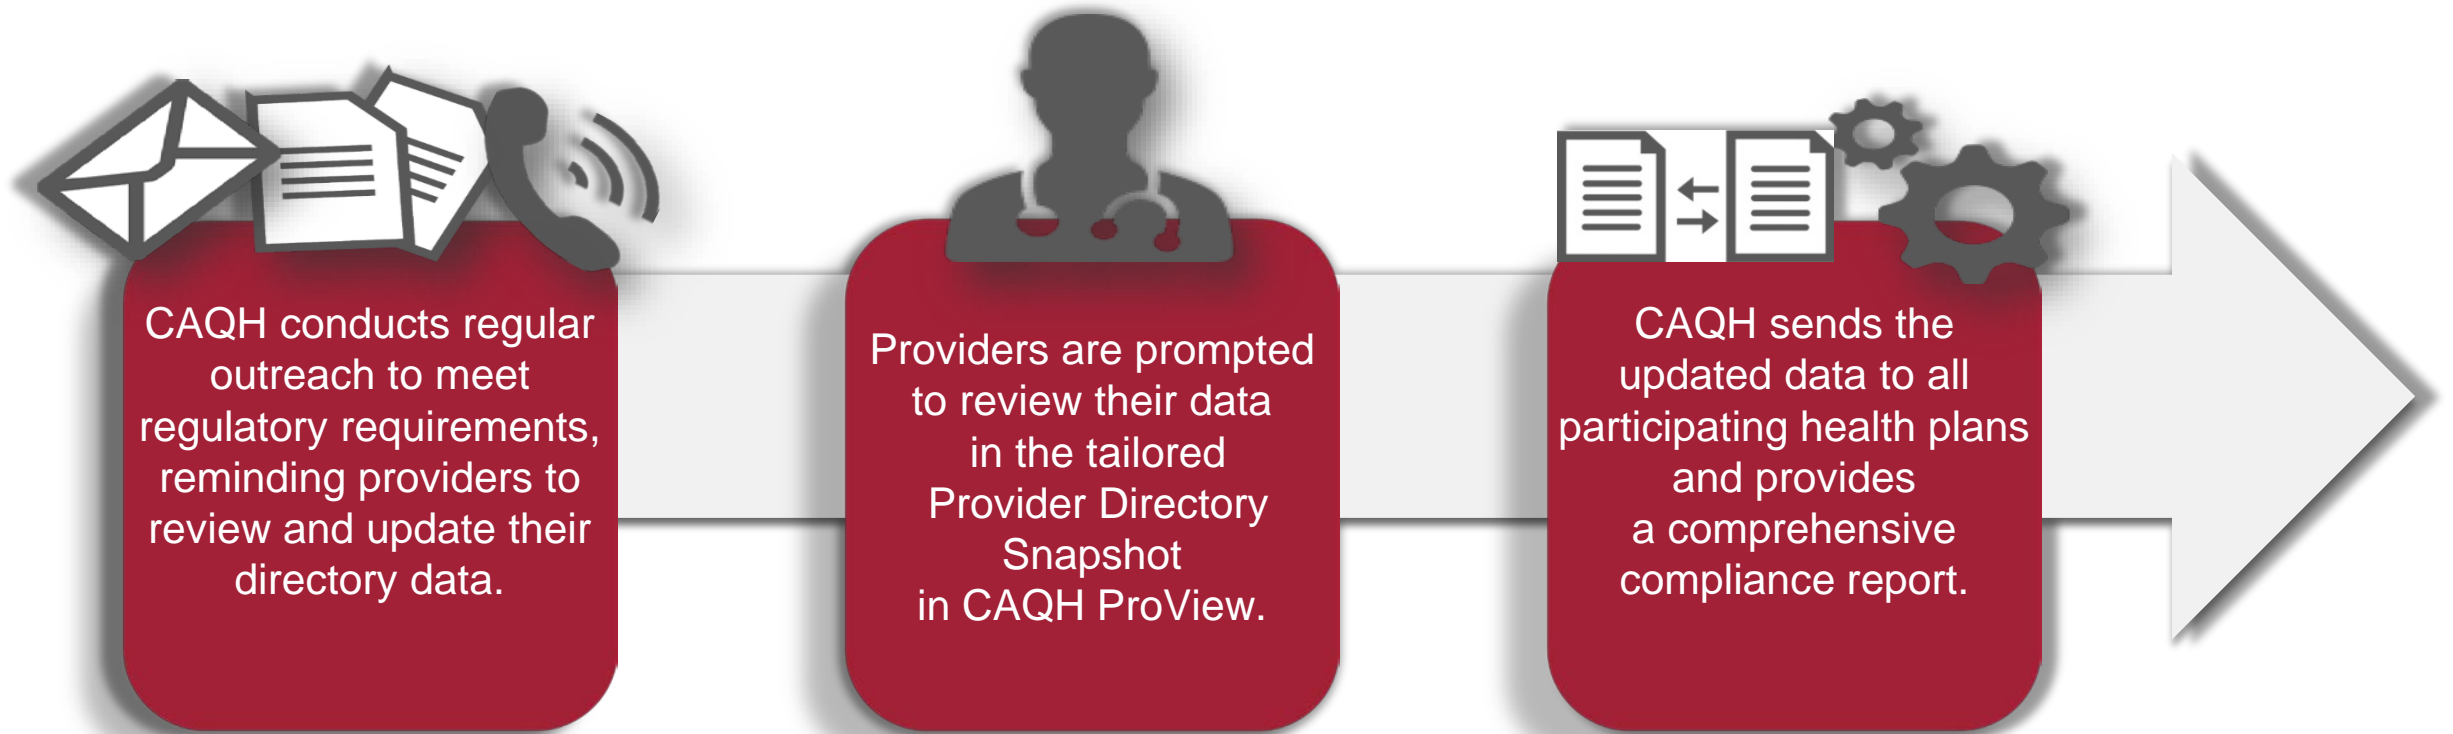 CAQH conducts regular
outreach to meet
regulatory requirements,
reminding providers to
review and update their
directory data.
Providers are prompted
to review their data
in the tailored
Provider Directory
Snapshot
in CAQH ProView.
CAQH sends the
updated data to all
participating health plans
and provides
a comprehensive
compliance report.